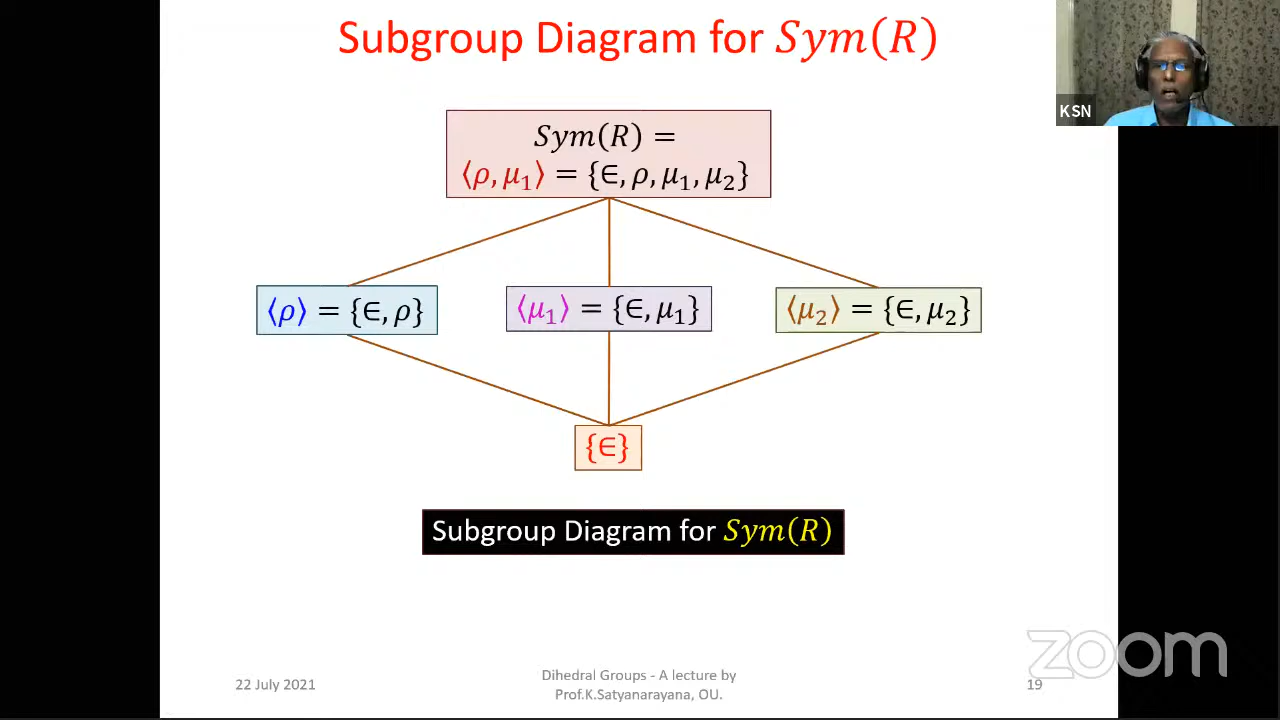 Subgroup Diagram for Sym(R)
KSN
Sym(R) =
⟨ρ, μ₁⟩ = {∈, ρ, μ₁, μ₂}
⟨ρ⟩ = {∈, ρ}
⟨μ₁⟩ = {∈, μ₁}
⟨μ₂⟩ = {∈, μ₂}
{∈}
Subgroup Diagram for Sym(R)
zoom
22 July 2021
Dihedral Groups - A lecture by
Prof.K.Satyanarayana, OU.
19